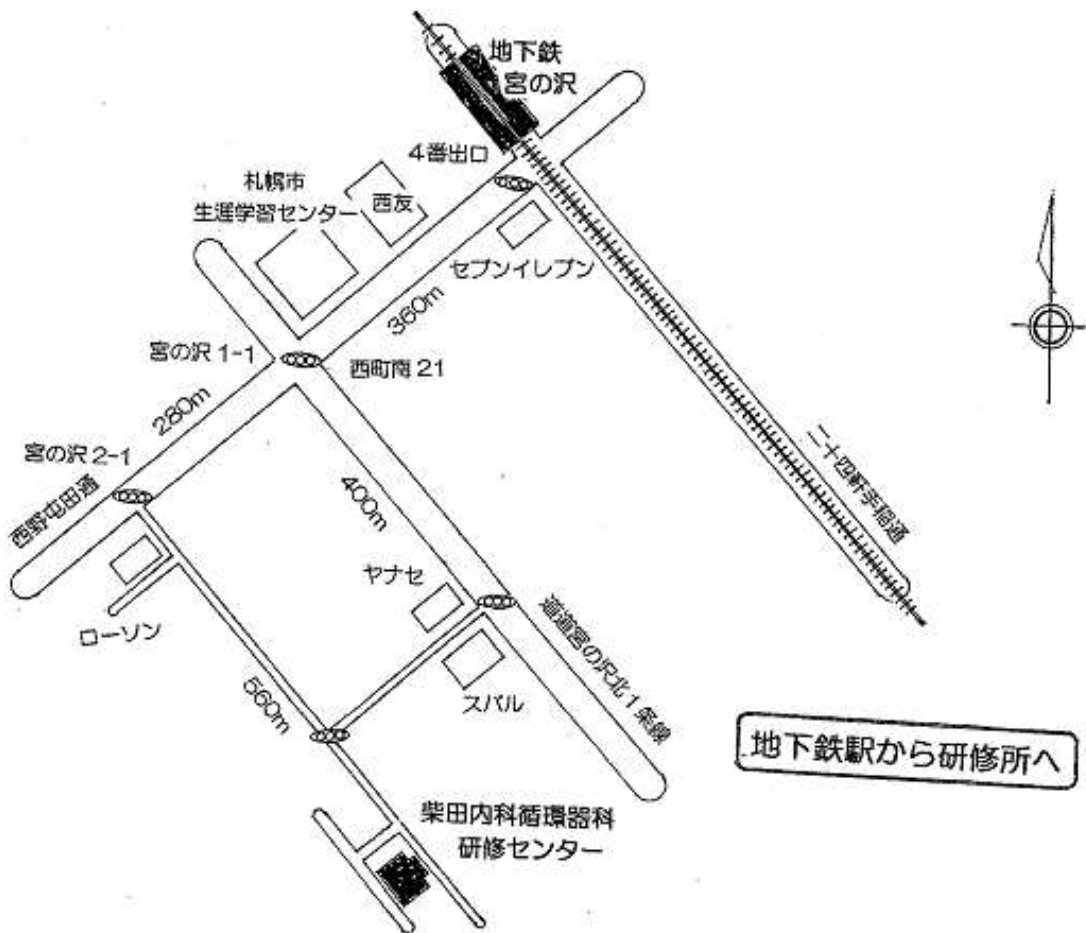 地下鉄
宮の沢
4番出口
札幌市
生涯学習センター
西友
セブンイレブン
360m
宮の沢 1-1
西町南 21
280m
宮の沢 2-1
西野屯田通
400m
二十四軒手稲通
ヤナセ
ローソン
道道宮の沢北1条線
スバル
560m
地下鉄駅から研修所へ
柴田内科循環器科
研修センター